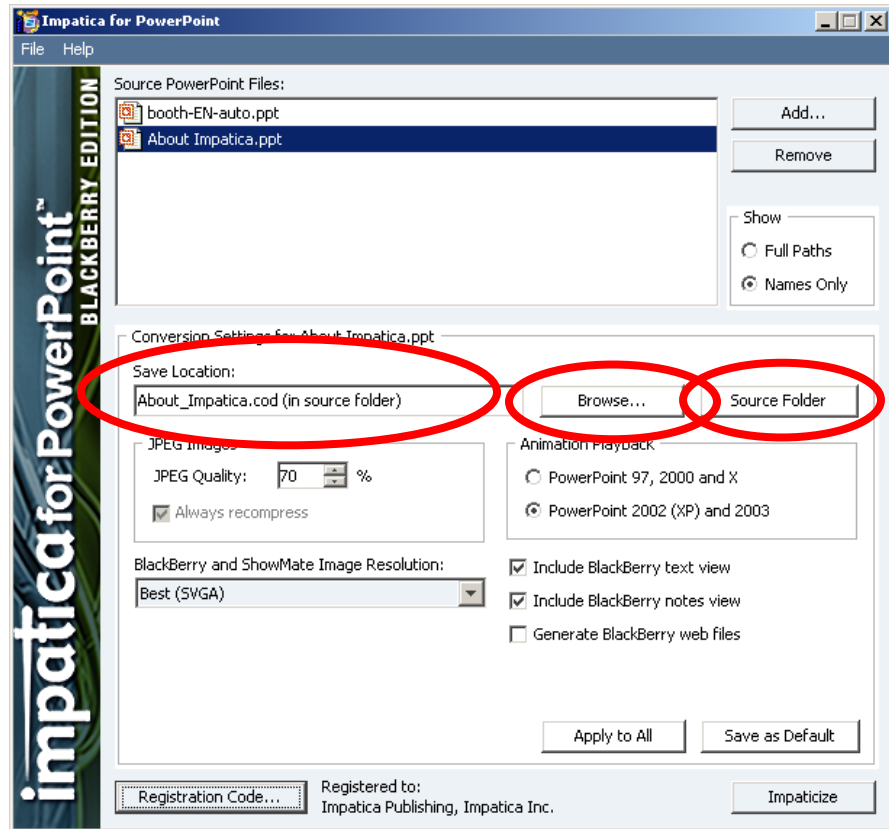 Impatica for PowerPoint
File Help
impatica for PowerPoint™
BLACKBERRY EDITION
Source PowerPoint Files:
booth-EN-auto.ppt
About Impatica.ppt
Add...
Remove
Show
Full Paths
Names Only
Conversion Settings for About Impatica.ppt
Save Location:
About_Impatica.cod (in source folder)
Browse...
Source Folder
JPEG Images
JPEG Quality: 70 %
Always recompress
Animation Playback
PowerPoint 97, 2000 and X
PowerPoint 2002 (XP) and 2003
BlackBerry and ShowMate Image Resolution:
Best (SVGA)
Include BlackBerry text view
Include BlackBerry notes view
Generate BlackBerry web files
Apply to All
Save as Default
Registration Code...
Registered to:
Impatica Publishing, Impatica Inc.
Impaticize